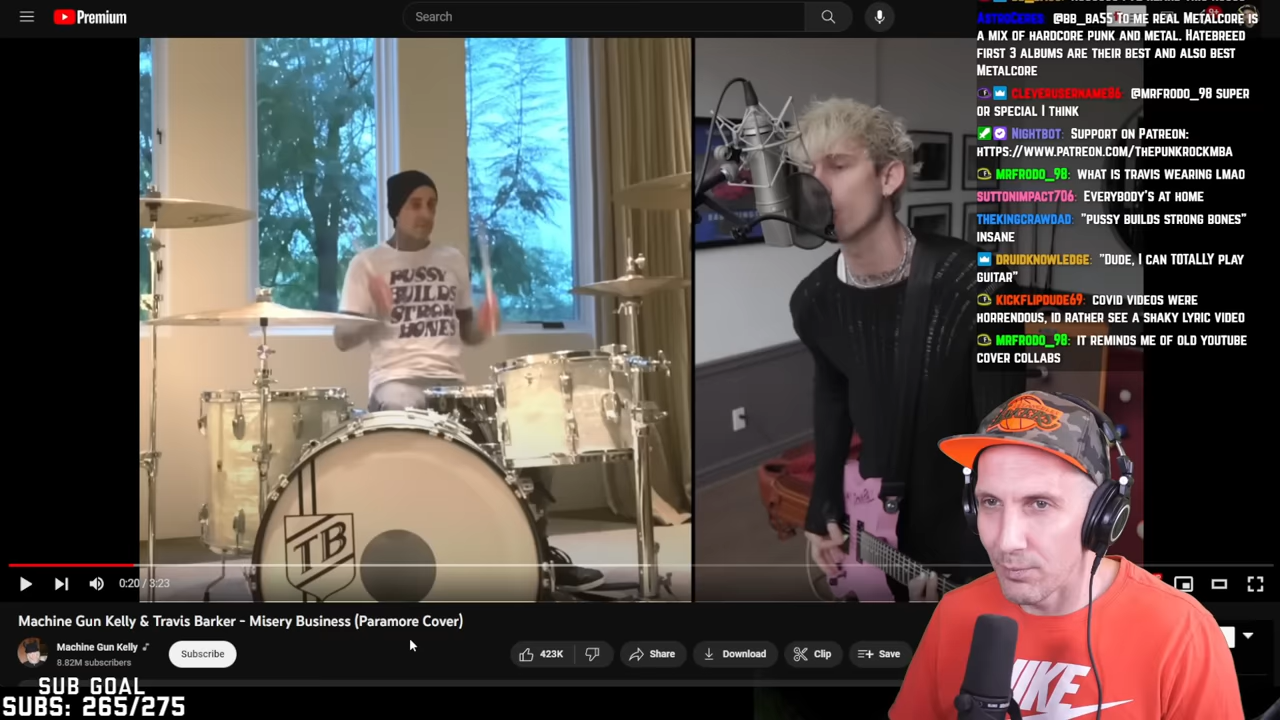 Premium
Search
AstroCeres: @bb_ba55 To me real Metalcore is
a mix of hardcore punk and metal. Hatebreed
first 3 albums are their best and also best
Metalcore
cleverusername86: @mrfrodo_98 super
or special I think
Nightbot: Support on Patreon:
https://www.patreon.com/thepunkrockmba
mrfrodo_98: what is travis wearing lmao
suttonimpact706: Everybody's at home
thekingcrawdad: "pussy builds strong bones"
insane
druidknowledge: "Dude, I can TOTALLY play
guitar"
kickflipdude69: covid videos were
horrendous, id rather see a shaky lyric video
mrfrodo_98: it reminds me of old youtube
cover collabs
PUSSY
BUILDS
STRONG
BONES
TB
0:20 / 3:23
Machine Gun Kelly & Travis Barker - Misery Business (Paramore Cover)
Machine Gun Kelly
8.82M subscribers
Subscribe
423K
Share
Download
Clip
Save
SUB GOAL
SUBS: 265/275
NIKE